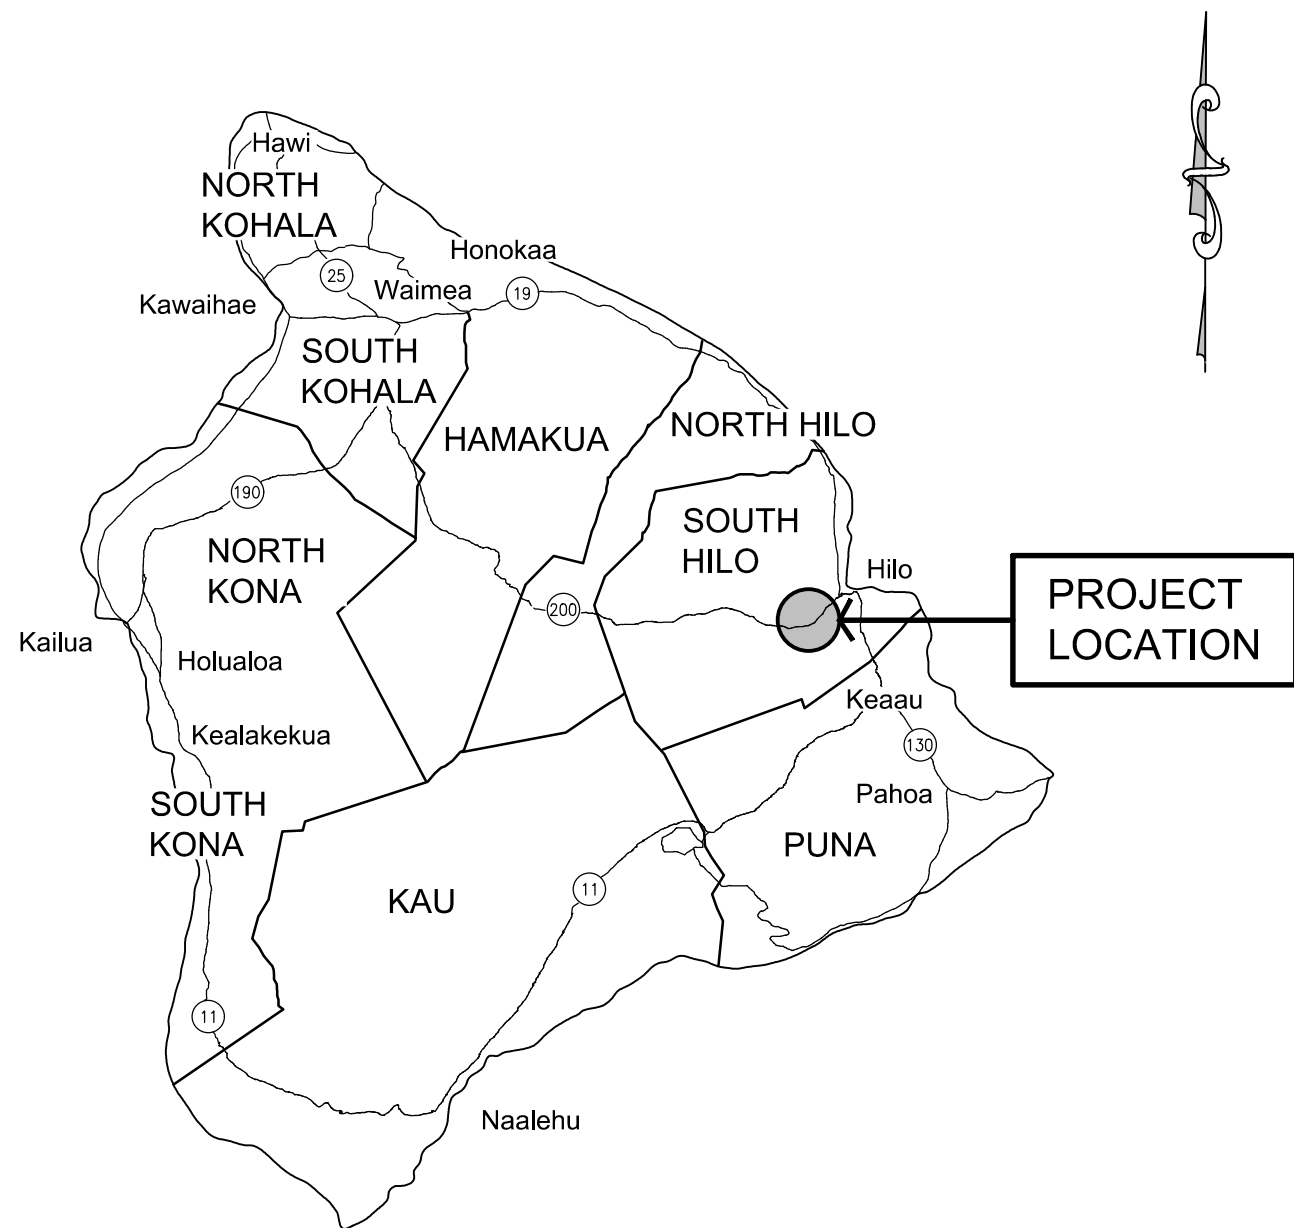 Hawi
NORTH
KOHALA
Honokaa
25
Waimea
19
Kawaihae
SOUTH
KOHALA
NORTH HILO
HAMAKUA
190
SOUTH
HILO
NORTH
KONA
Hilo
200
PROJECT
LOCATION
Kailua
Holualoa
Keaau
Kealakekua
130
Pahoa
SOUTH
KONA
PUNA
11
KAU
11
Naalehu